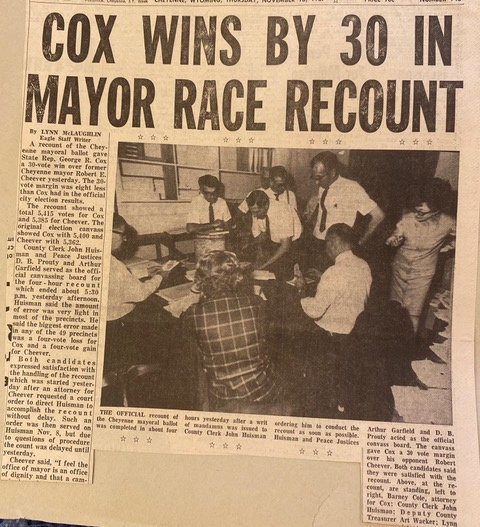 CHEYENNE, WYOMING, THURSDAY, NOVEMBER
COX WINS BY 30 IN
MAYOR RACE RECOUNT
By LYNN McLAUGHLIN
Eagle Staff Writer
A recount of the Chey-
enne mayoral ballot gave
State Rep. George R. Cox
a 30-vote win over former
Cheyenne mayor Robert E.
Cheever yesterday. The 30-
vote margin was eight less
than Cox had in the official
city election results.
The recount showed a
total 5,415 votes for Cox
and 5,385 for Cheever. The
original election canvass
showed Cox with 5,400 and
Cheever with 5,362.
County Clerk John Huis-
man and Peace Justices
D. B. Prouty and Arthur
Garfield served as the offi-
cial canvassing board for
the four-hour recount
which ended about 5:30
p.m. yesterday afternoon.
Huisman said the amount
of error was very light in
most of the precincts. He
said the biggest error made
in any of the 49 precincts
was a four-vote loss for
Cox and a four-vote gain
for Cheever.
Both candidates
expressed satisfaction with
the handling of the recount
which was started yester-
day after an attorney for
Cheever requested a court
order to direct Huisman to
accomplish the recount
without delay. Such an
order was then served on
Huisman Nov. 8, but due
to questions of procedure
the count was delayed until
yesterday.
Cheever said, "I feel the
office of mayor is an office
of dignity and that a cam-
THE OFFICIAL recount of
the Cheyenne mayoral ballot
was completed in about four
hours yesterday after a writ
of mandamus was issued to
County Clerk John Huisman
ordering him to conduct the
recount as soon as possible.
Huisman and Peace Justices
Arthur Garfield and D. B.
Prouty acted as the official
canvass board. The canvass
gave Cox a 30 vote margin
over his opponent Robert
Cheever. Both candidates said
they were satisfied with the
recount. Above, at the re-
count, are standing, left to
right, Barney Cole, attorney
for Cox; County Clerk John
Huisman; Deputy County
Treasurer Art Wacker; Lynn